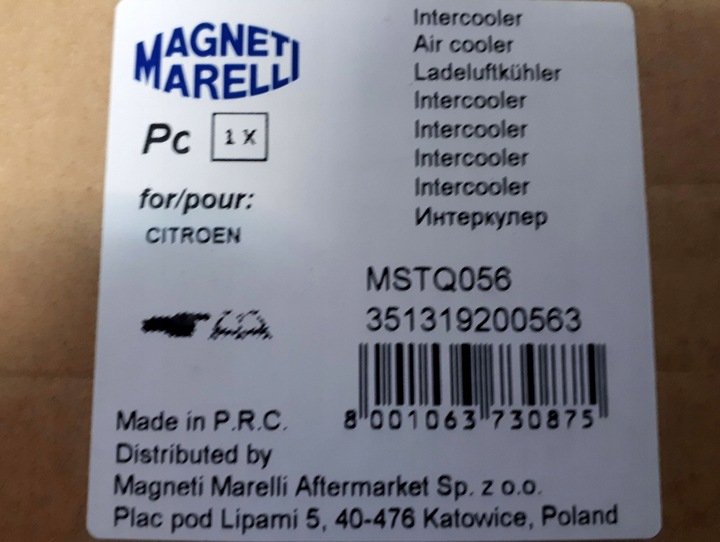 MAGNETI
MARELLI
Pc 1 X
for/pour:
CITROEN
Intercooler
Air cooler
Ladeluftkühler
Intercooler
Intercooler
Intercooler
Intercooler
Интеркулер
MSTQ056
351319200563
8 001063 730875
Made in P.R.C.
Distributed by
Magneti Marelli Aftermarket Sp. z o.o.
Plac pod Lipami 5, 40-476 Katowice, Poland